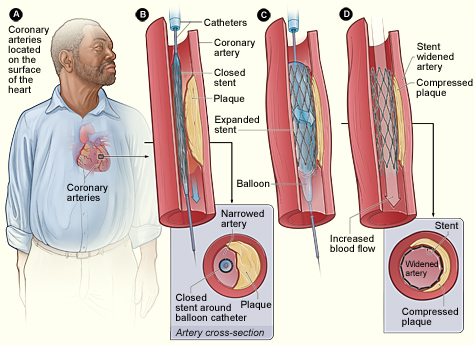 A
Coronary
arteries
located
on the
surface of
the heart
Coronary
arteries
B
Catheters
Coronary
artery
Closed
stent
Plaque
C
Expanded
stent
Balloon
D
Stent
widened
artery
Compressed
plaque
Increased
blood flow
Narrowed
artery
Closed
stent around
balloon catheter
Plaque
Artery cross-section
Stent
Widened
artery
Compressed
plaque